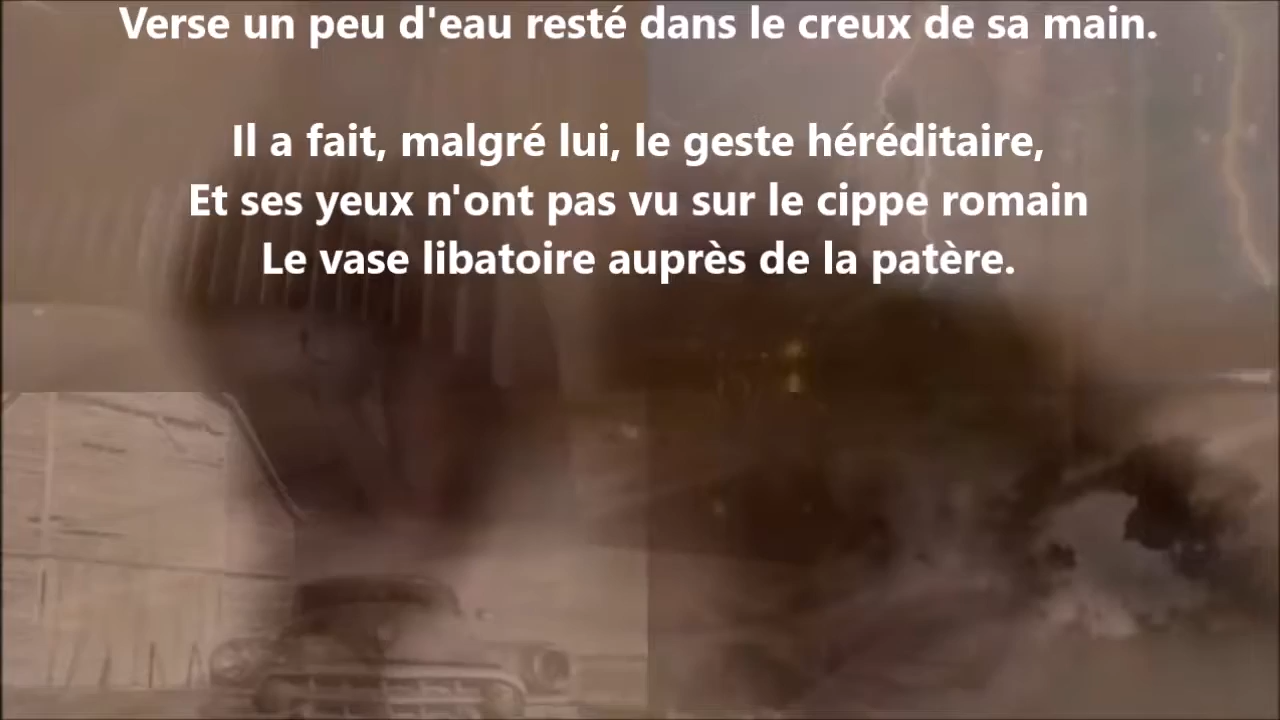 Verse un peu d'eau resté dans le creux de sa main.
Il a fait, malgré lui, le geste héréditaire,
Et ses yeux n'ont pas vu sur le cippe romain
Le vase libatoire auprès de la patère.